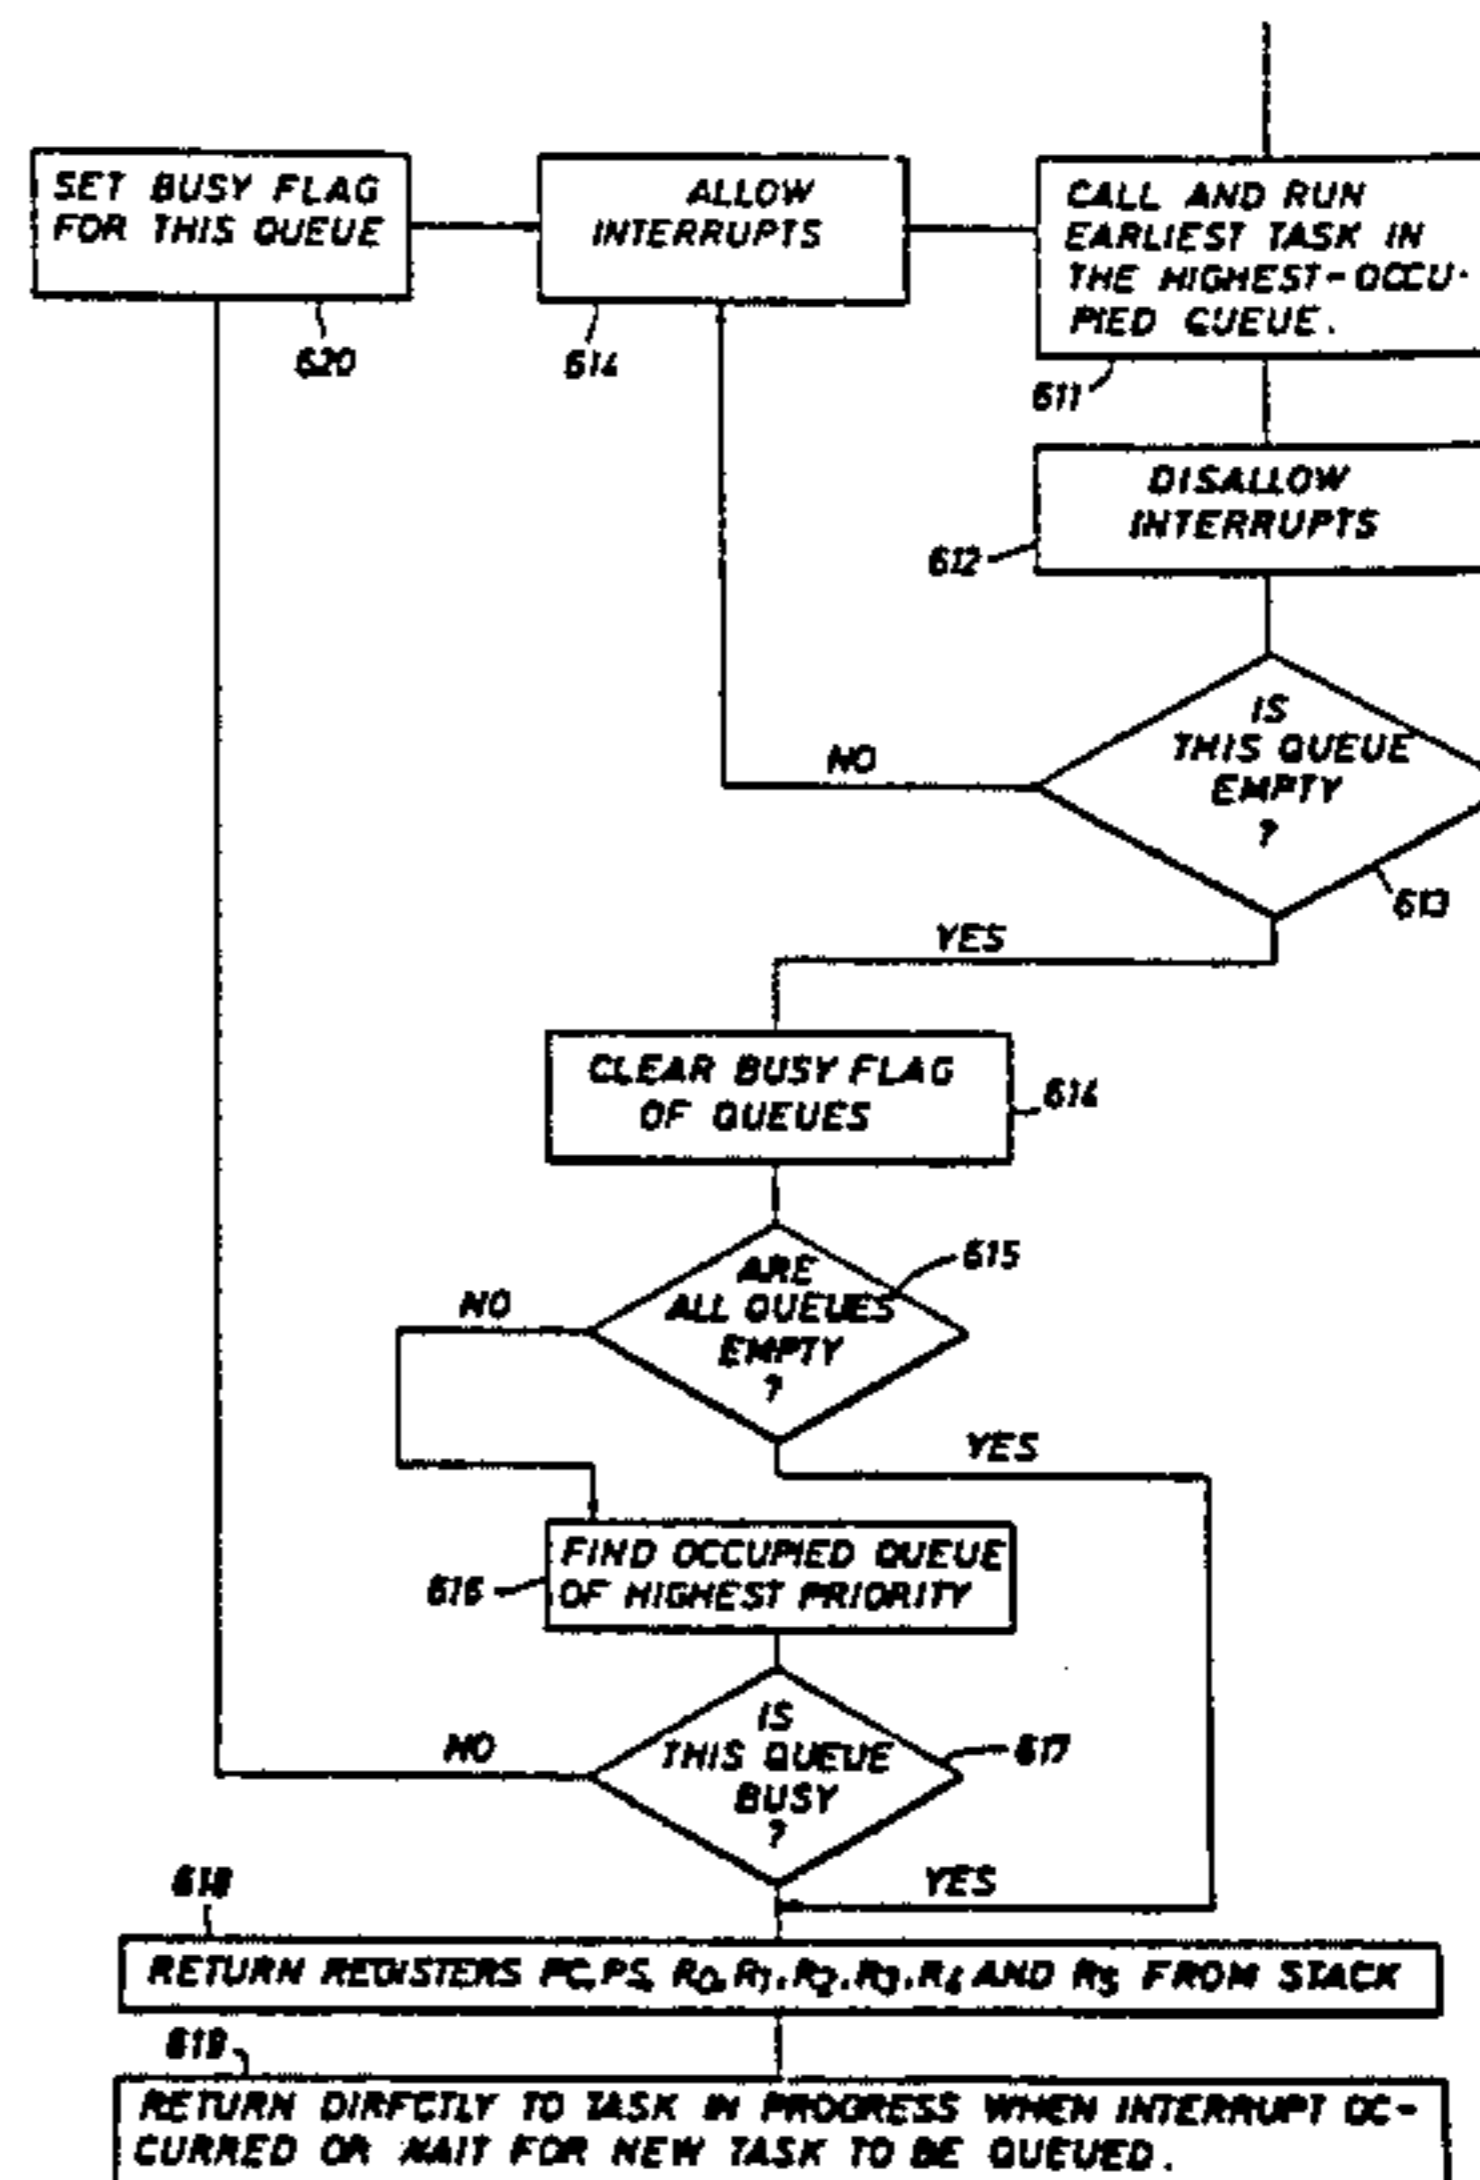 SET BUSY FLAG
FOR THIS QUEUE
620
ALLOW
INTERRUPTS
614
CALL AND RUN
EARLIEST TASK IN
THE HIGHEST-OCCU-
PIED QUEUE.
611
DISALLOW
INTERRUPTS
612
IS
THIS QUEUE
EMPTY
?
613
NO
YES
CLEAR BUSY FLAG
OF QUEUES
614
ARE
ALL QUEUES
EMPTY
?
615
NO
YES
FIND OCCUPIED QUEUE
OF HIGHEST PRIORITY
616
IS
THIS QUEUE
BUSY
?
617
NO
YES
618
RETURN REGISTERS PC,PS, R0,R1,R2,R3,R4 AND R5 FROM STACK
619
RETURN DIRECTLY TO TASK IN PROGRESS WHEN INTERRUPT OC-
CURRED OR WAIT FOR NEW TASK TO BE QUEUED.